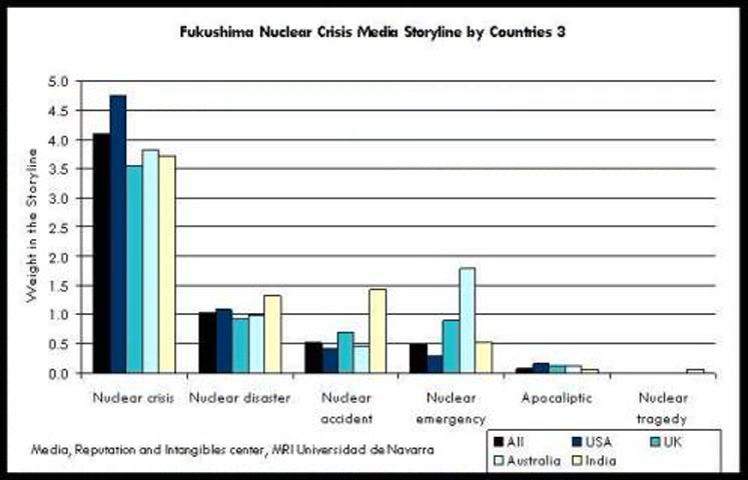 Fukushima Nuclear Crisis Media Storyline by Countries 3
Weight in the Storyline
5.0
4.5
4.0
3.5
3.0
2.5
2.0
1.5
1.0
0.5
0.0
Nuclear crisis
Nuclear disaster
Nuclear
accident
Nuclear
emergency
Apocaliptic
Nuclear
tragedy
Media, Reputation and Intangibles center, MRI Universidad de Navarra
All USA UK
Australia India